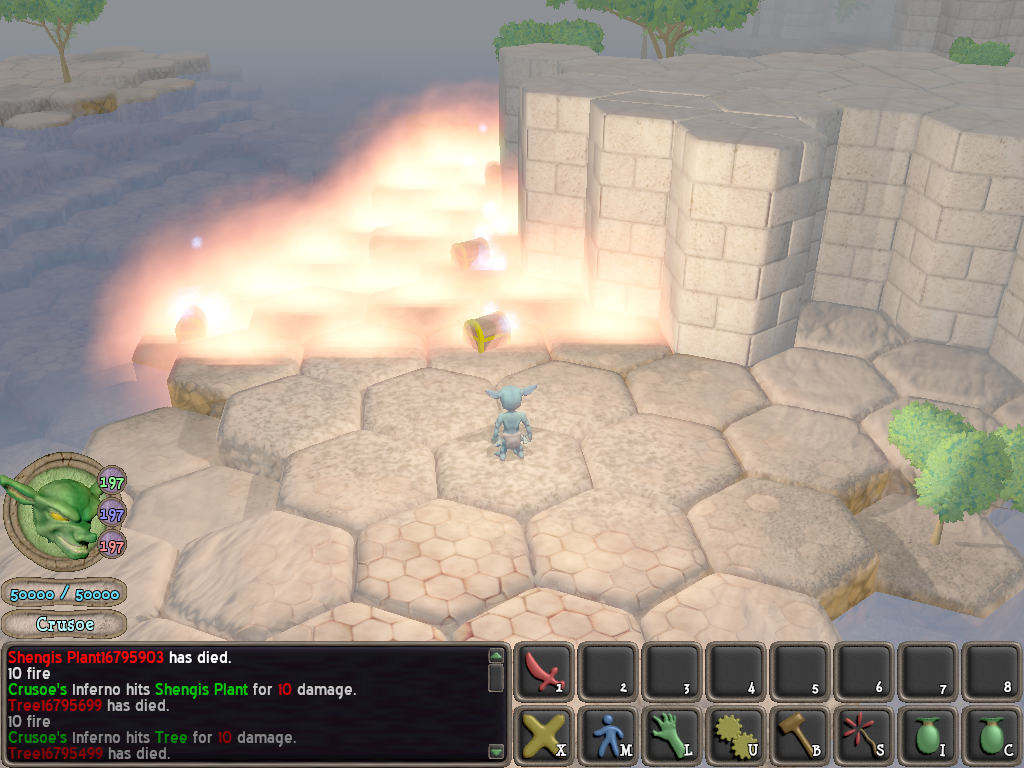 197
197
197
50000 / 50000
Crusoe
Shengis Plant16795903 has died.
10 fire
Crusoe's Inferno hits Shengis Plant for 10 damage.
Tree16795699 has died.
10 fire
Crusoe's Inferno hits Tree for 10 damage.
Tree16795499 has died.
1 2 3 4 5 6 7 8
X M L U B S I C